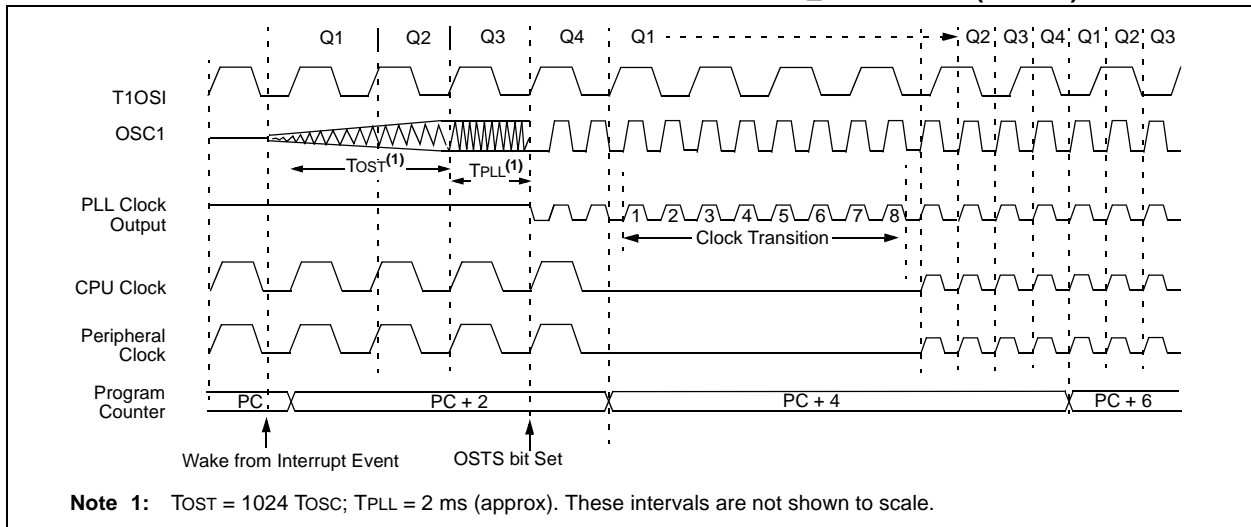 Q1 Q2 Q3 Q4 Q1 Q2 Q3 Q4 Q1 Q2 Q3
T1OSI
OSC1
TOST(1) TPLL(1)
PLL Clock
Output
1 2 3 4 5 6 7 8
Clock Transition
CPU Clock
Peripheral
Clock
Program
Counter
PC PC + 2 PC + 4 PC + 6
Wake from Interrupt Event OSTS bit Set
Note 1: TOST = 1024 TOSC; TPLL = 2 ms (approx). These intervals are not shown to scale.